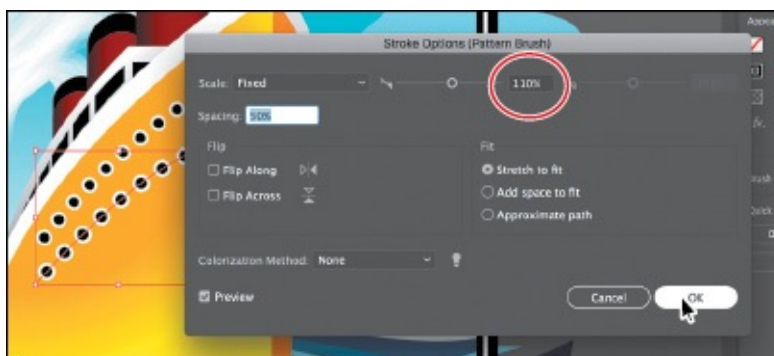 Stroke Options (Pattern Brush)
Scale: Fixed 110%
Spacing: 50%
Flip
Fit
Flip Along
Stretch to fit
Flip Across
Add space to fit
Approximate path
Colorization Method: None
Preview
Cancel OK